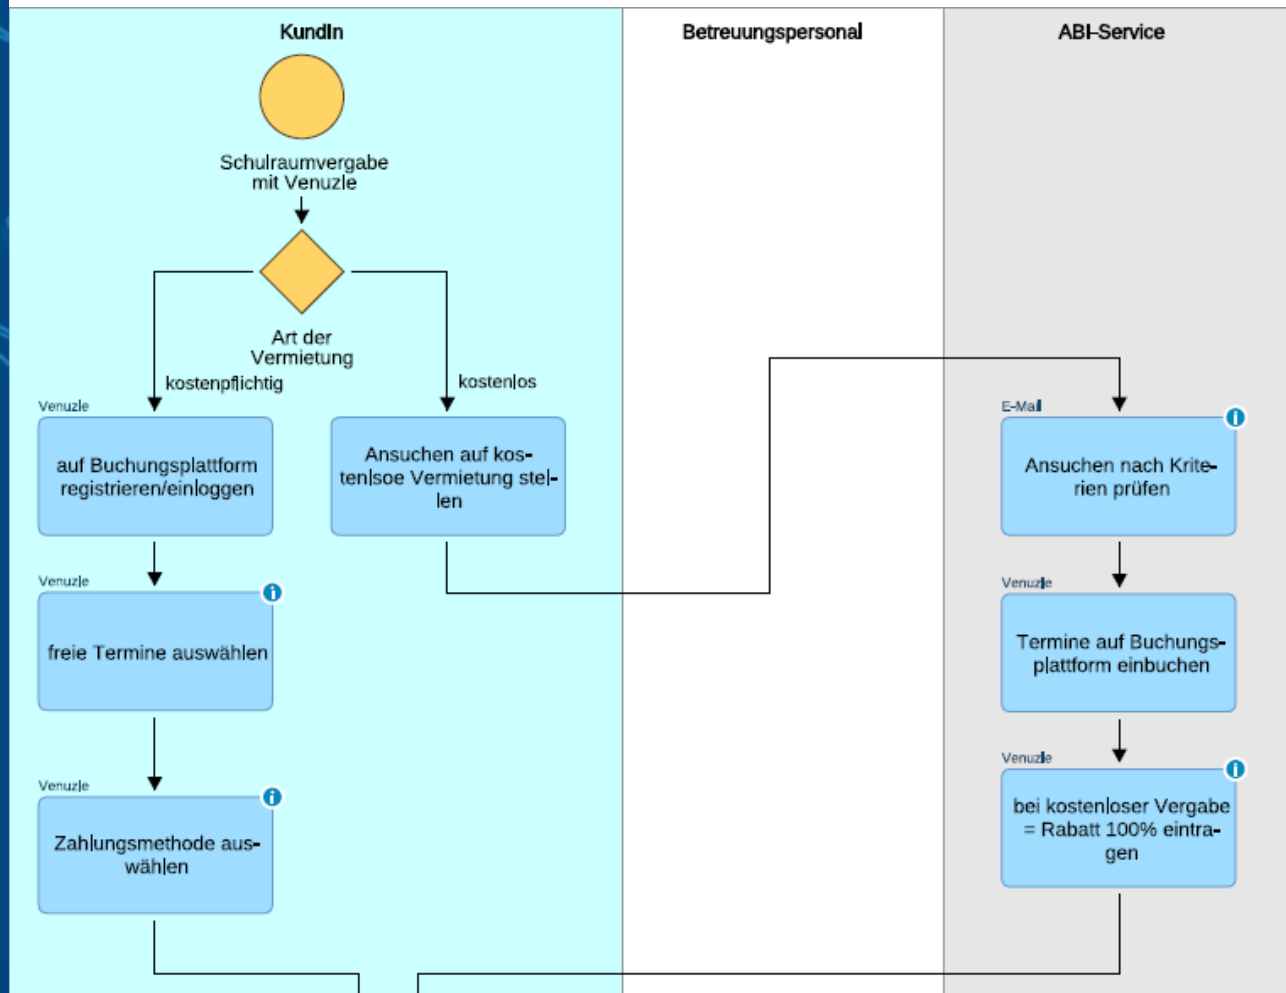 KundIn
Betreuungspersonal
ABI-Service
Schulraumvergabe
mit Venuzle
Art der
Vermietung
kostenpflichtig
kostenlos
Venuzle
auf Buchungsplattform
registrieren/einloggen
Ansuchen auf kos-
tenlsoe Vermietung stel-
len
E-Mail
Ansuchen nach Krite-
rien prüfen
Venuzle
freie Termine auswählen
Venuzle
Termine auf Buchungs-
plattform einbuchen
Venuzle
Zahlungsmethode aus-
wählen
Venuzle
bei kostenloser Vergabe
= Rabatt 100% eintra-
gen